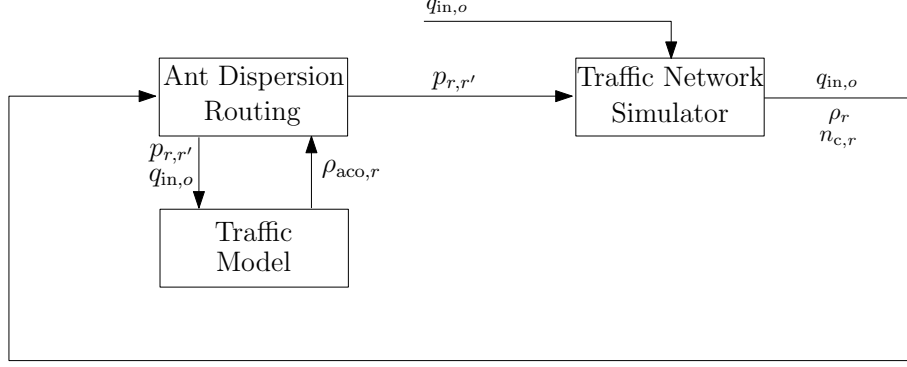 q_{in,o}
Ant Dispersion
Routing
p_{r,r'}
Traffic Network
Simulator
q_{in,o}
ρ_r
n_{c,r}
p_{r,r'}
q_{in,o}
ρ_{aco,r}
Traffic
Model